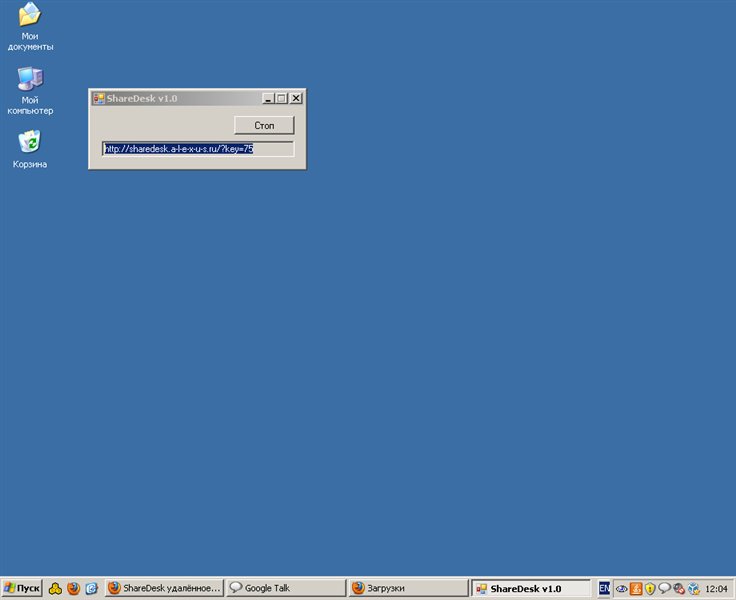 Мои
документы
Мой
компьютер
Корзина
ShareDesk v1.0
Стоп
http://sharedesk.a-l-e-x-u-s.ru/?key=75
Пуск
ShareDesk удалённое...
Google Talk
Загрузки
ShareDesk v1.0
EN
12:04